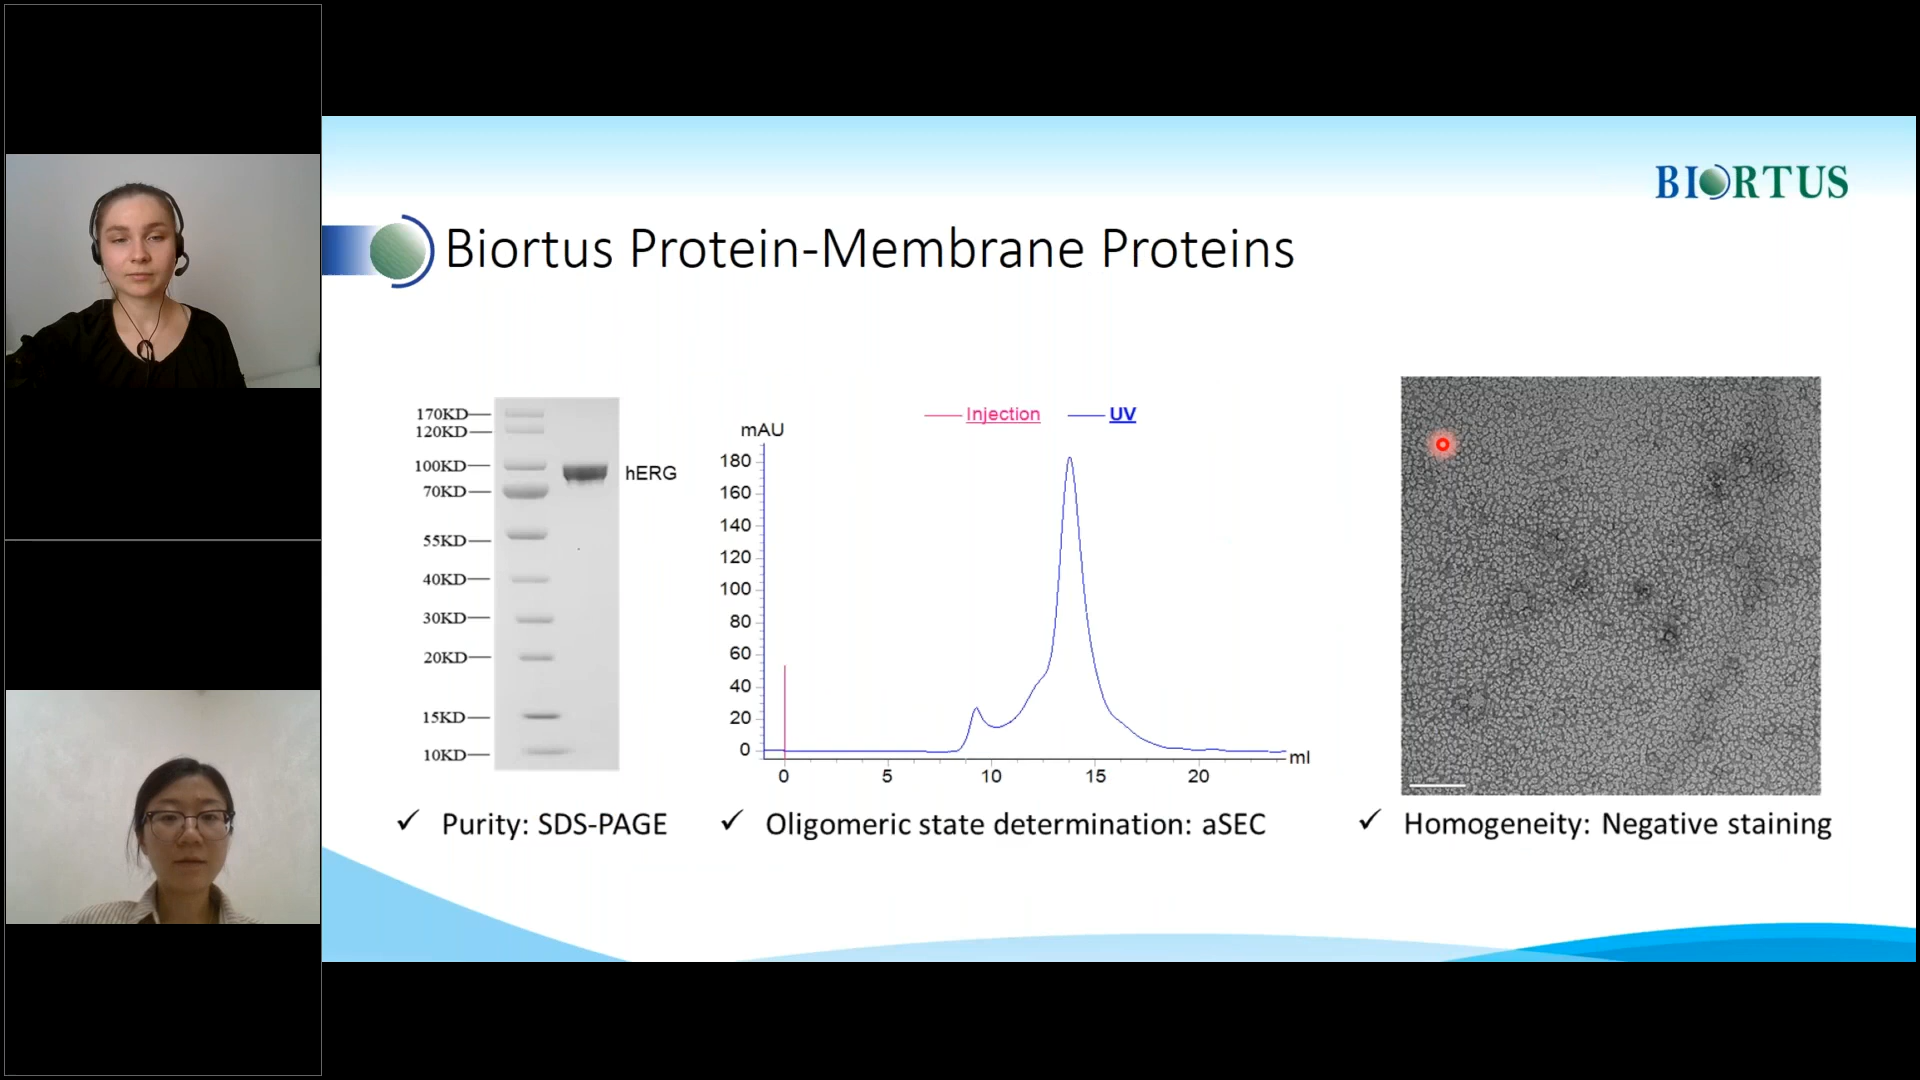 BIORTUS
Biortus Protein-Membrane Proteins
170KD
120KD
100KD
70KD
55KD
40KD
30KD
20KD
15KD
10KD
hERG
Injection UV
mAU
180
160
140
120
100
80
60
40
20
0
0 5 10 15 20 ml
✓ Purity: SDS-PAGE
✓ Oligomeric state determination: aSEC
✓ Homogeneity: Negative staining